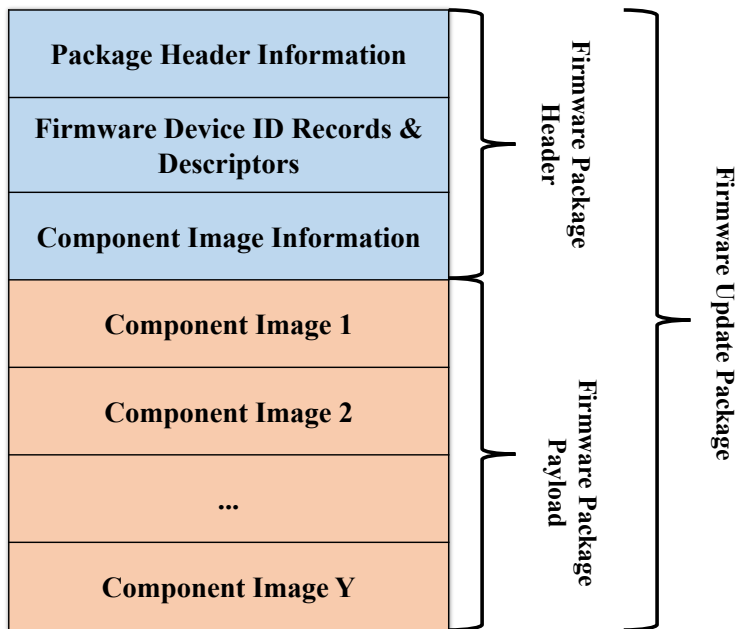 Package Header Information
Firmware Device ID Records &
Descriptors
Component Image Information
Component Image 1
Component Image 2
...
Component Image Y
Firmware Package
Header
Firmware Package
Payload
Firmware Update Package